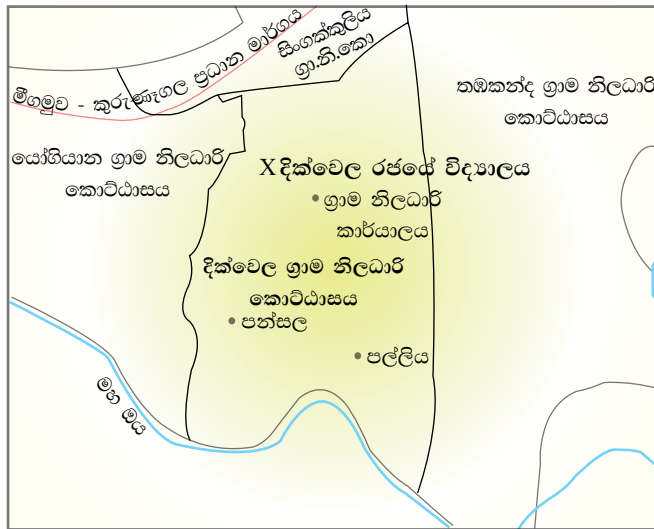 මීගමුව - කුරුණෑගල ප්‍රධාන මාර්ගය
සිංගක්කුලිය
ග්‍රා.නි.කො
තඹකන්ද ග්‍රාම නිලධාරි
කොට්ඨාසය
යෝගියාන ග්‍රාම නිලධාරි
කොට්ඨාසය
X දික්වෙල රජයේ විද්‍යාලය
ග්‍රාම නිලධාරි
කාර්යාලය
දික්වෙල ග්‍රාම නිලධාරි
කොට්ඨාසය
පන්සල
පල්ලිය
මහ ඔය